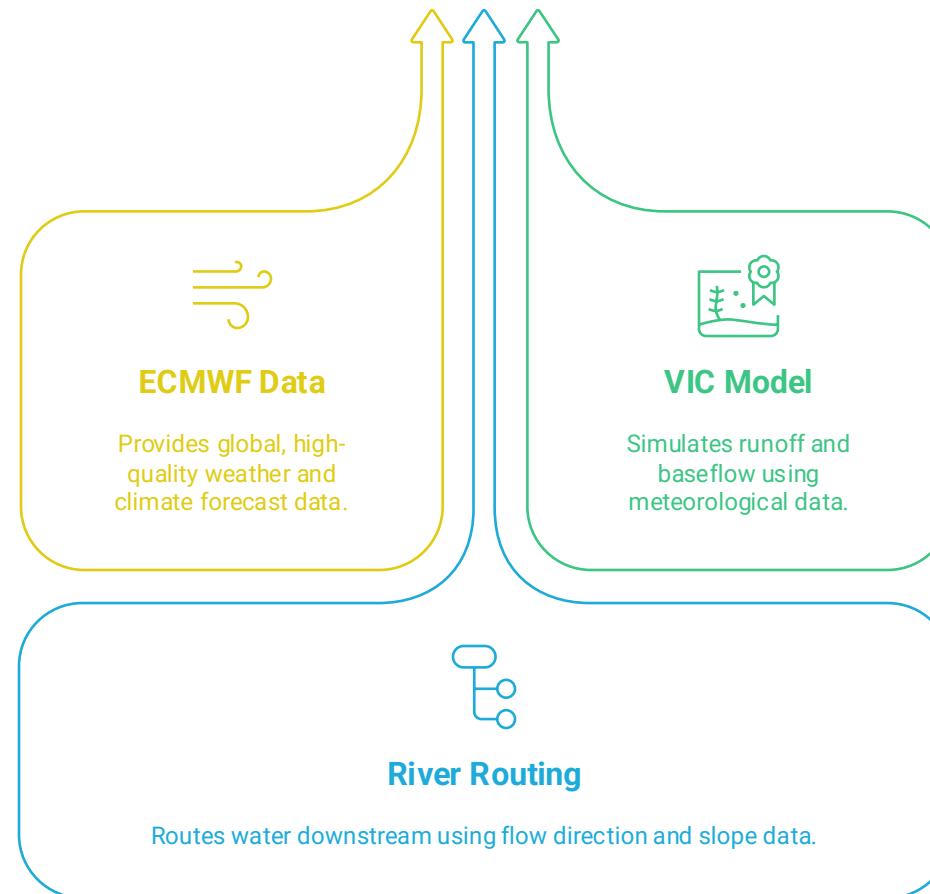 ECMWF Data
Provides global, high-
quality weather and
climate forecast data.
VIC Model
Simulates runoff and
baseflow using
meteorological data.
River Routing
Routes water downstream using flow direction and slope data.